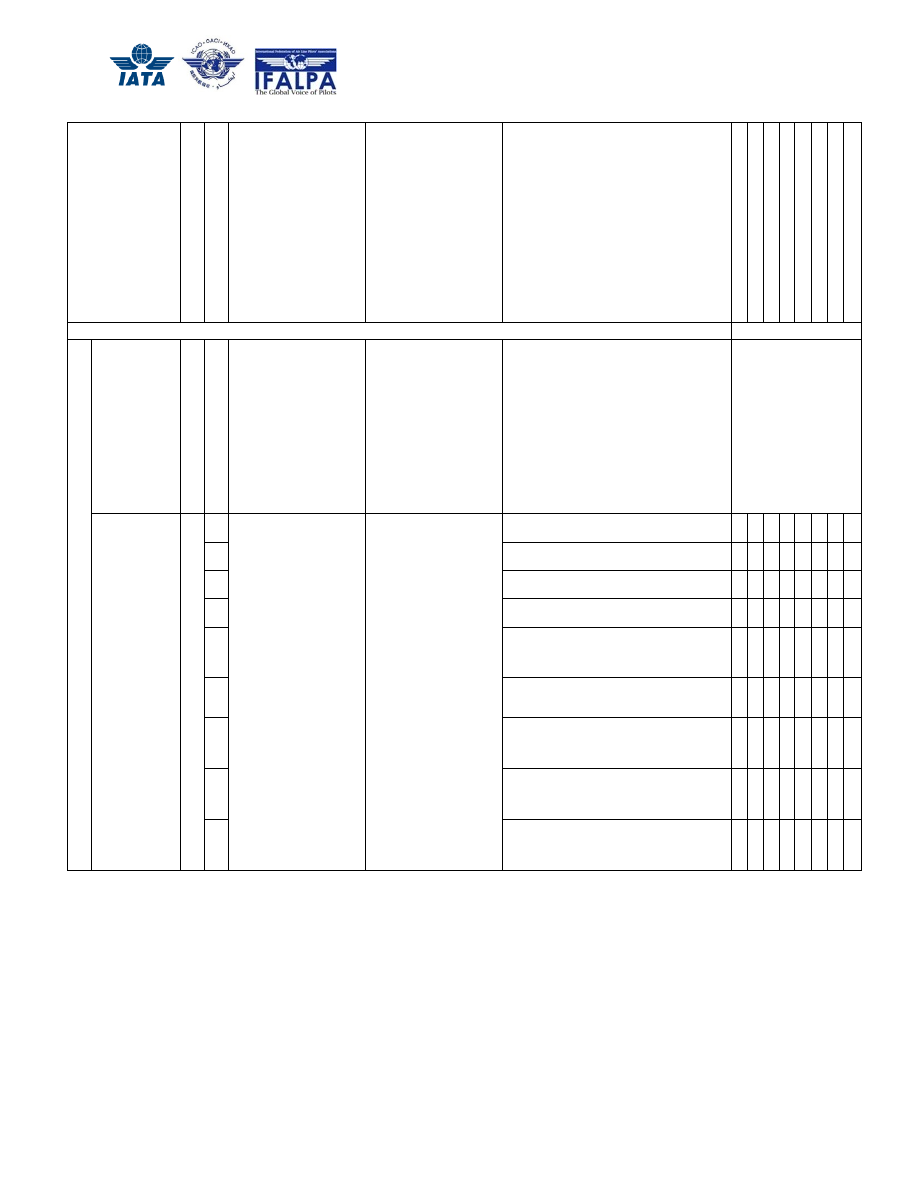 IATA
ICAO · OACI · ИКАО
International Federation of Air Line Pilots' Associations
IFALPA
The Global Voice of Pilots